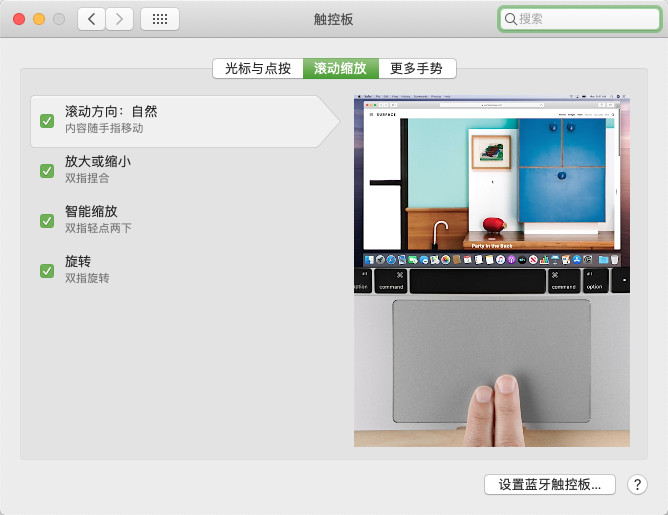 触控板
搜索
光标与点按
滚动缩放
更多手势
滚动方向：自然
内容随手指移动
放大或缩小
双指捏合
智能缩放
双指轻点两下
旋转
双指旋转
SURFACE
Party in the Back
⌘
⌘
option
command
command
option
设置蓝牙触控板...
?